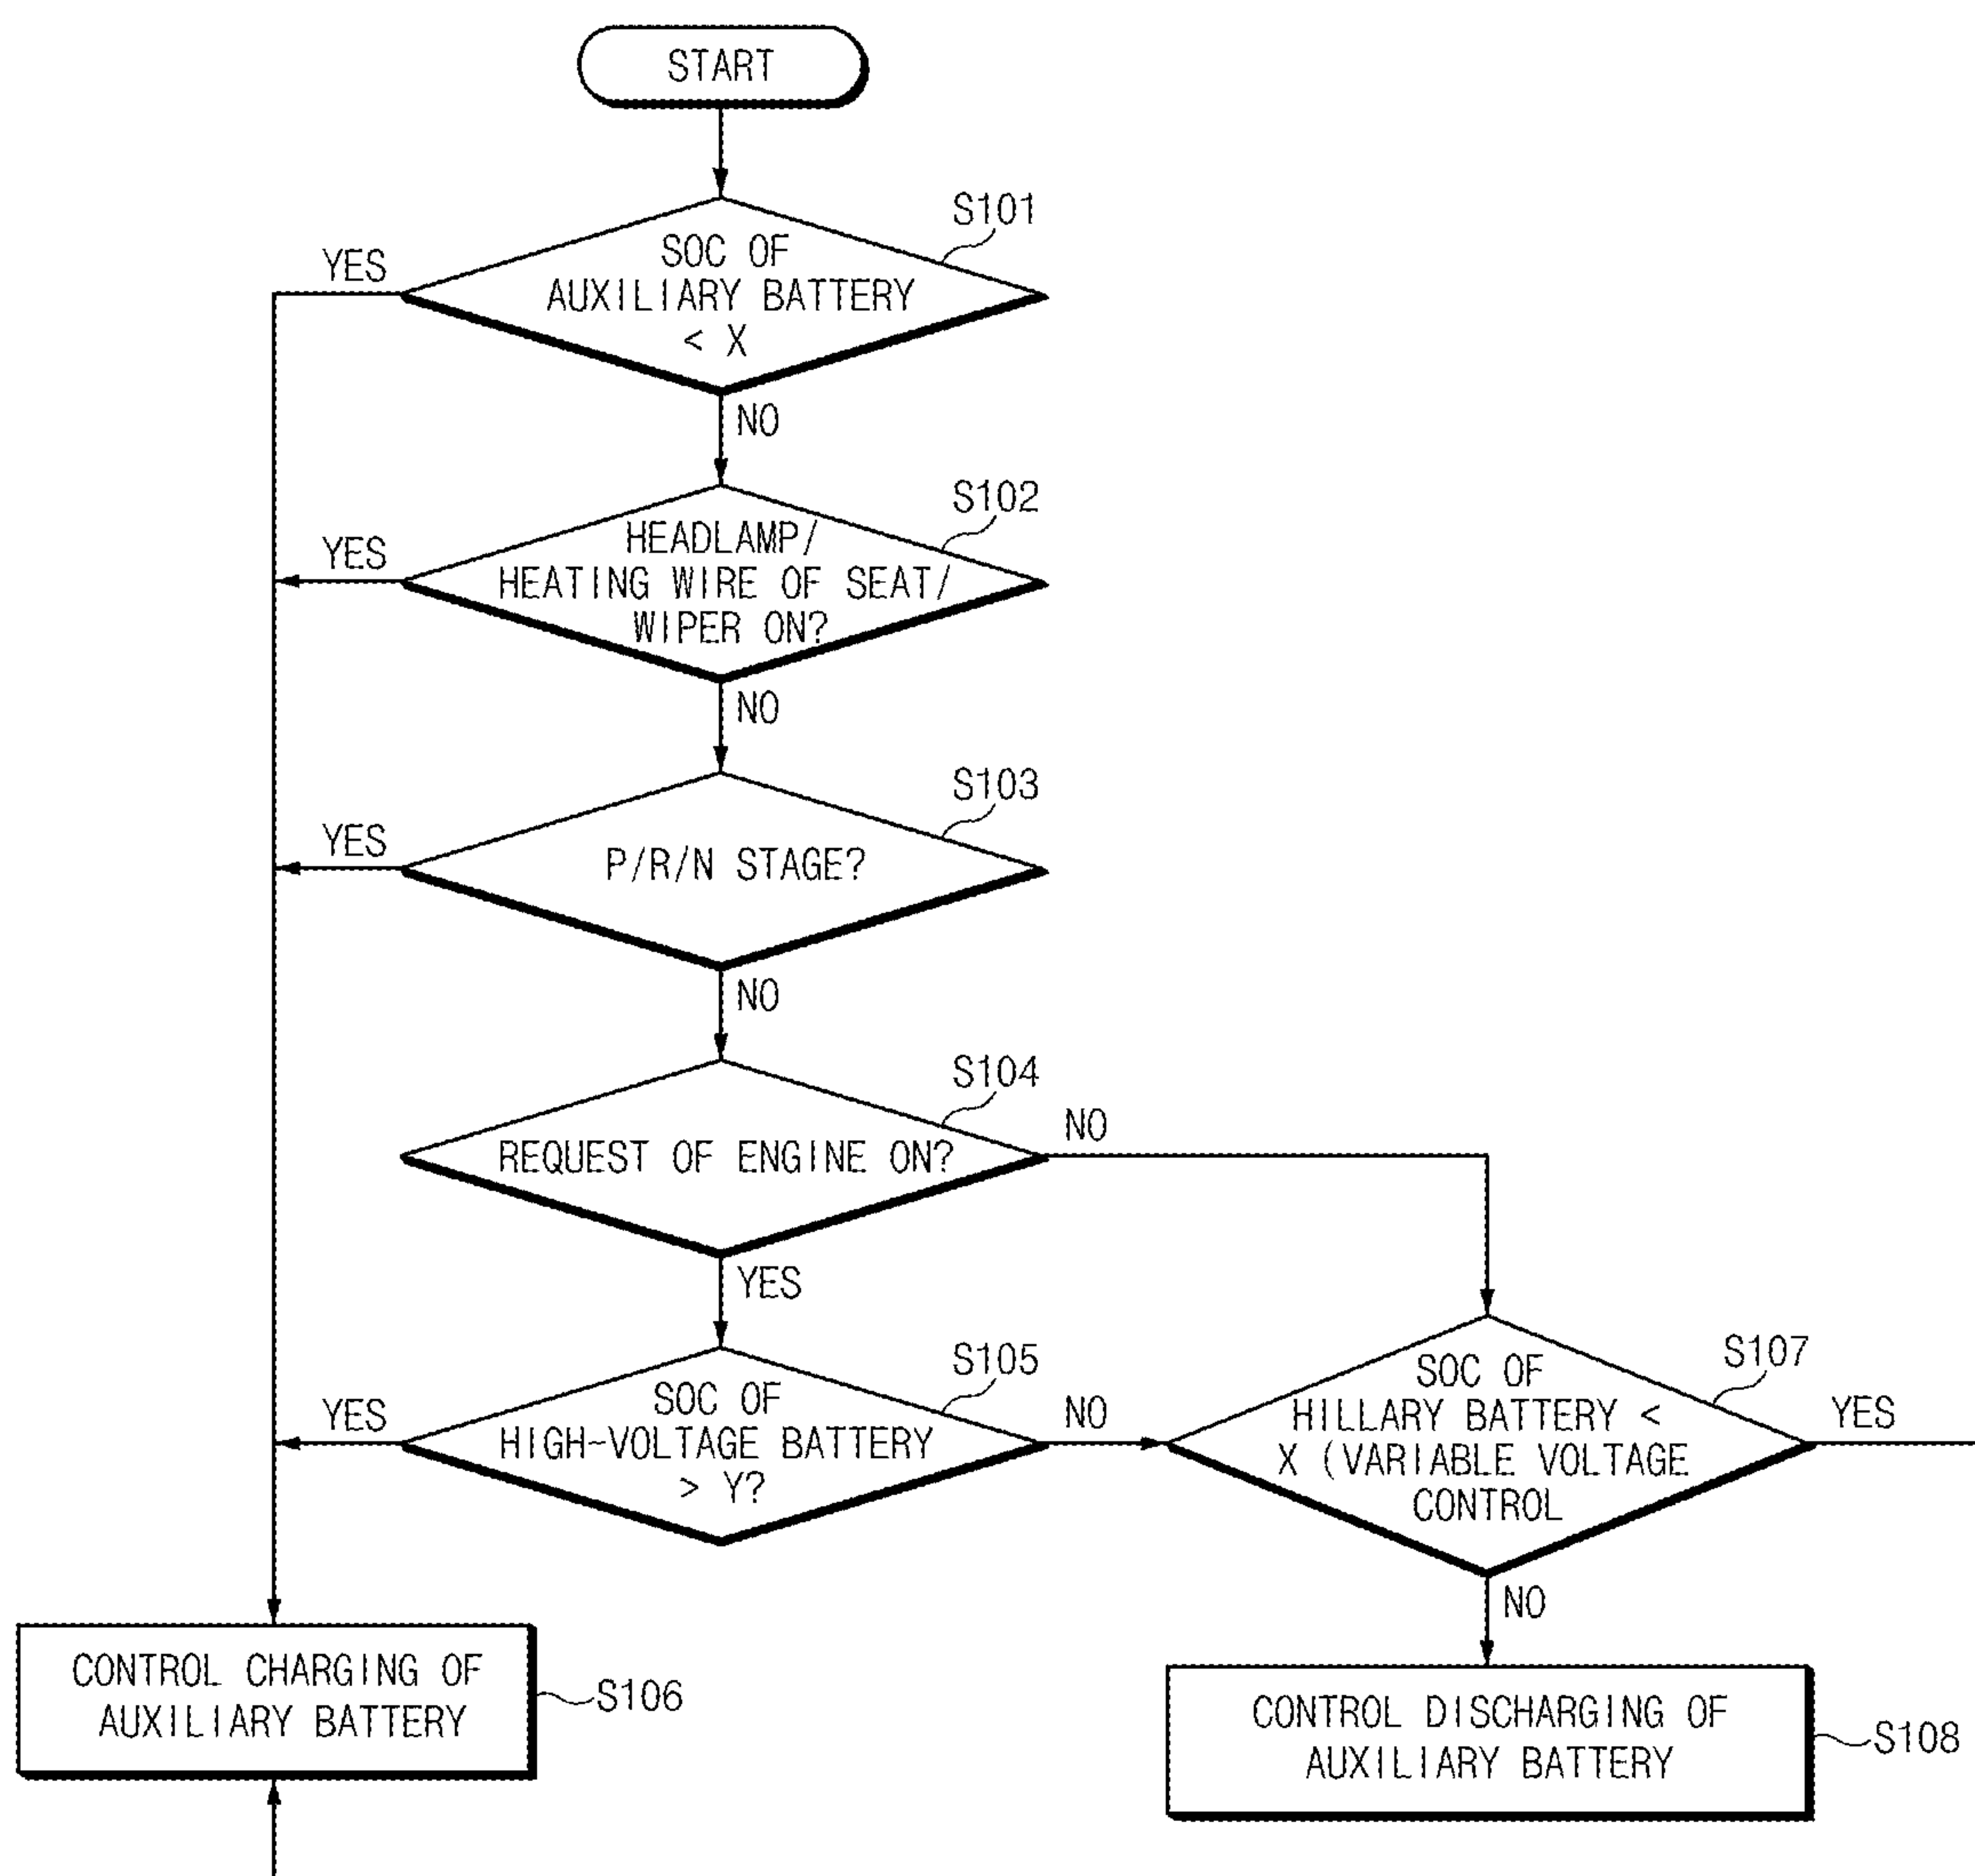 START
S101
YES
SOC OF
AUXILIARY BATTERY
< X
NO
S102
YES
HEADLAMP/
HEATING WIRE OF SEAT/
WIPER ON?
NO
S103
YES
P/R/N STAGE?
NO
S104
REQUEST OF ENGINE ON?
NO
YES
S105
YES
SOC OF
HIGH-VOLTAGE BATTERY
> Y?
NO
S107
SOC OF
HILLARY BATTERY <
X (VARIABLE VOLTAGE
CONTROL
YES
NO
CONTROL CHARGING OF
AUXILIARY BATTERY
S106
CONTROL DISCHARGING OF
AUXILIARY BATTERY
S108